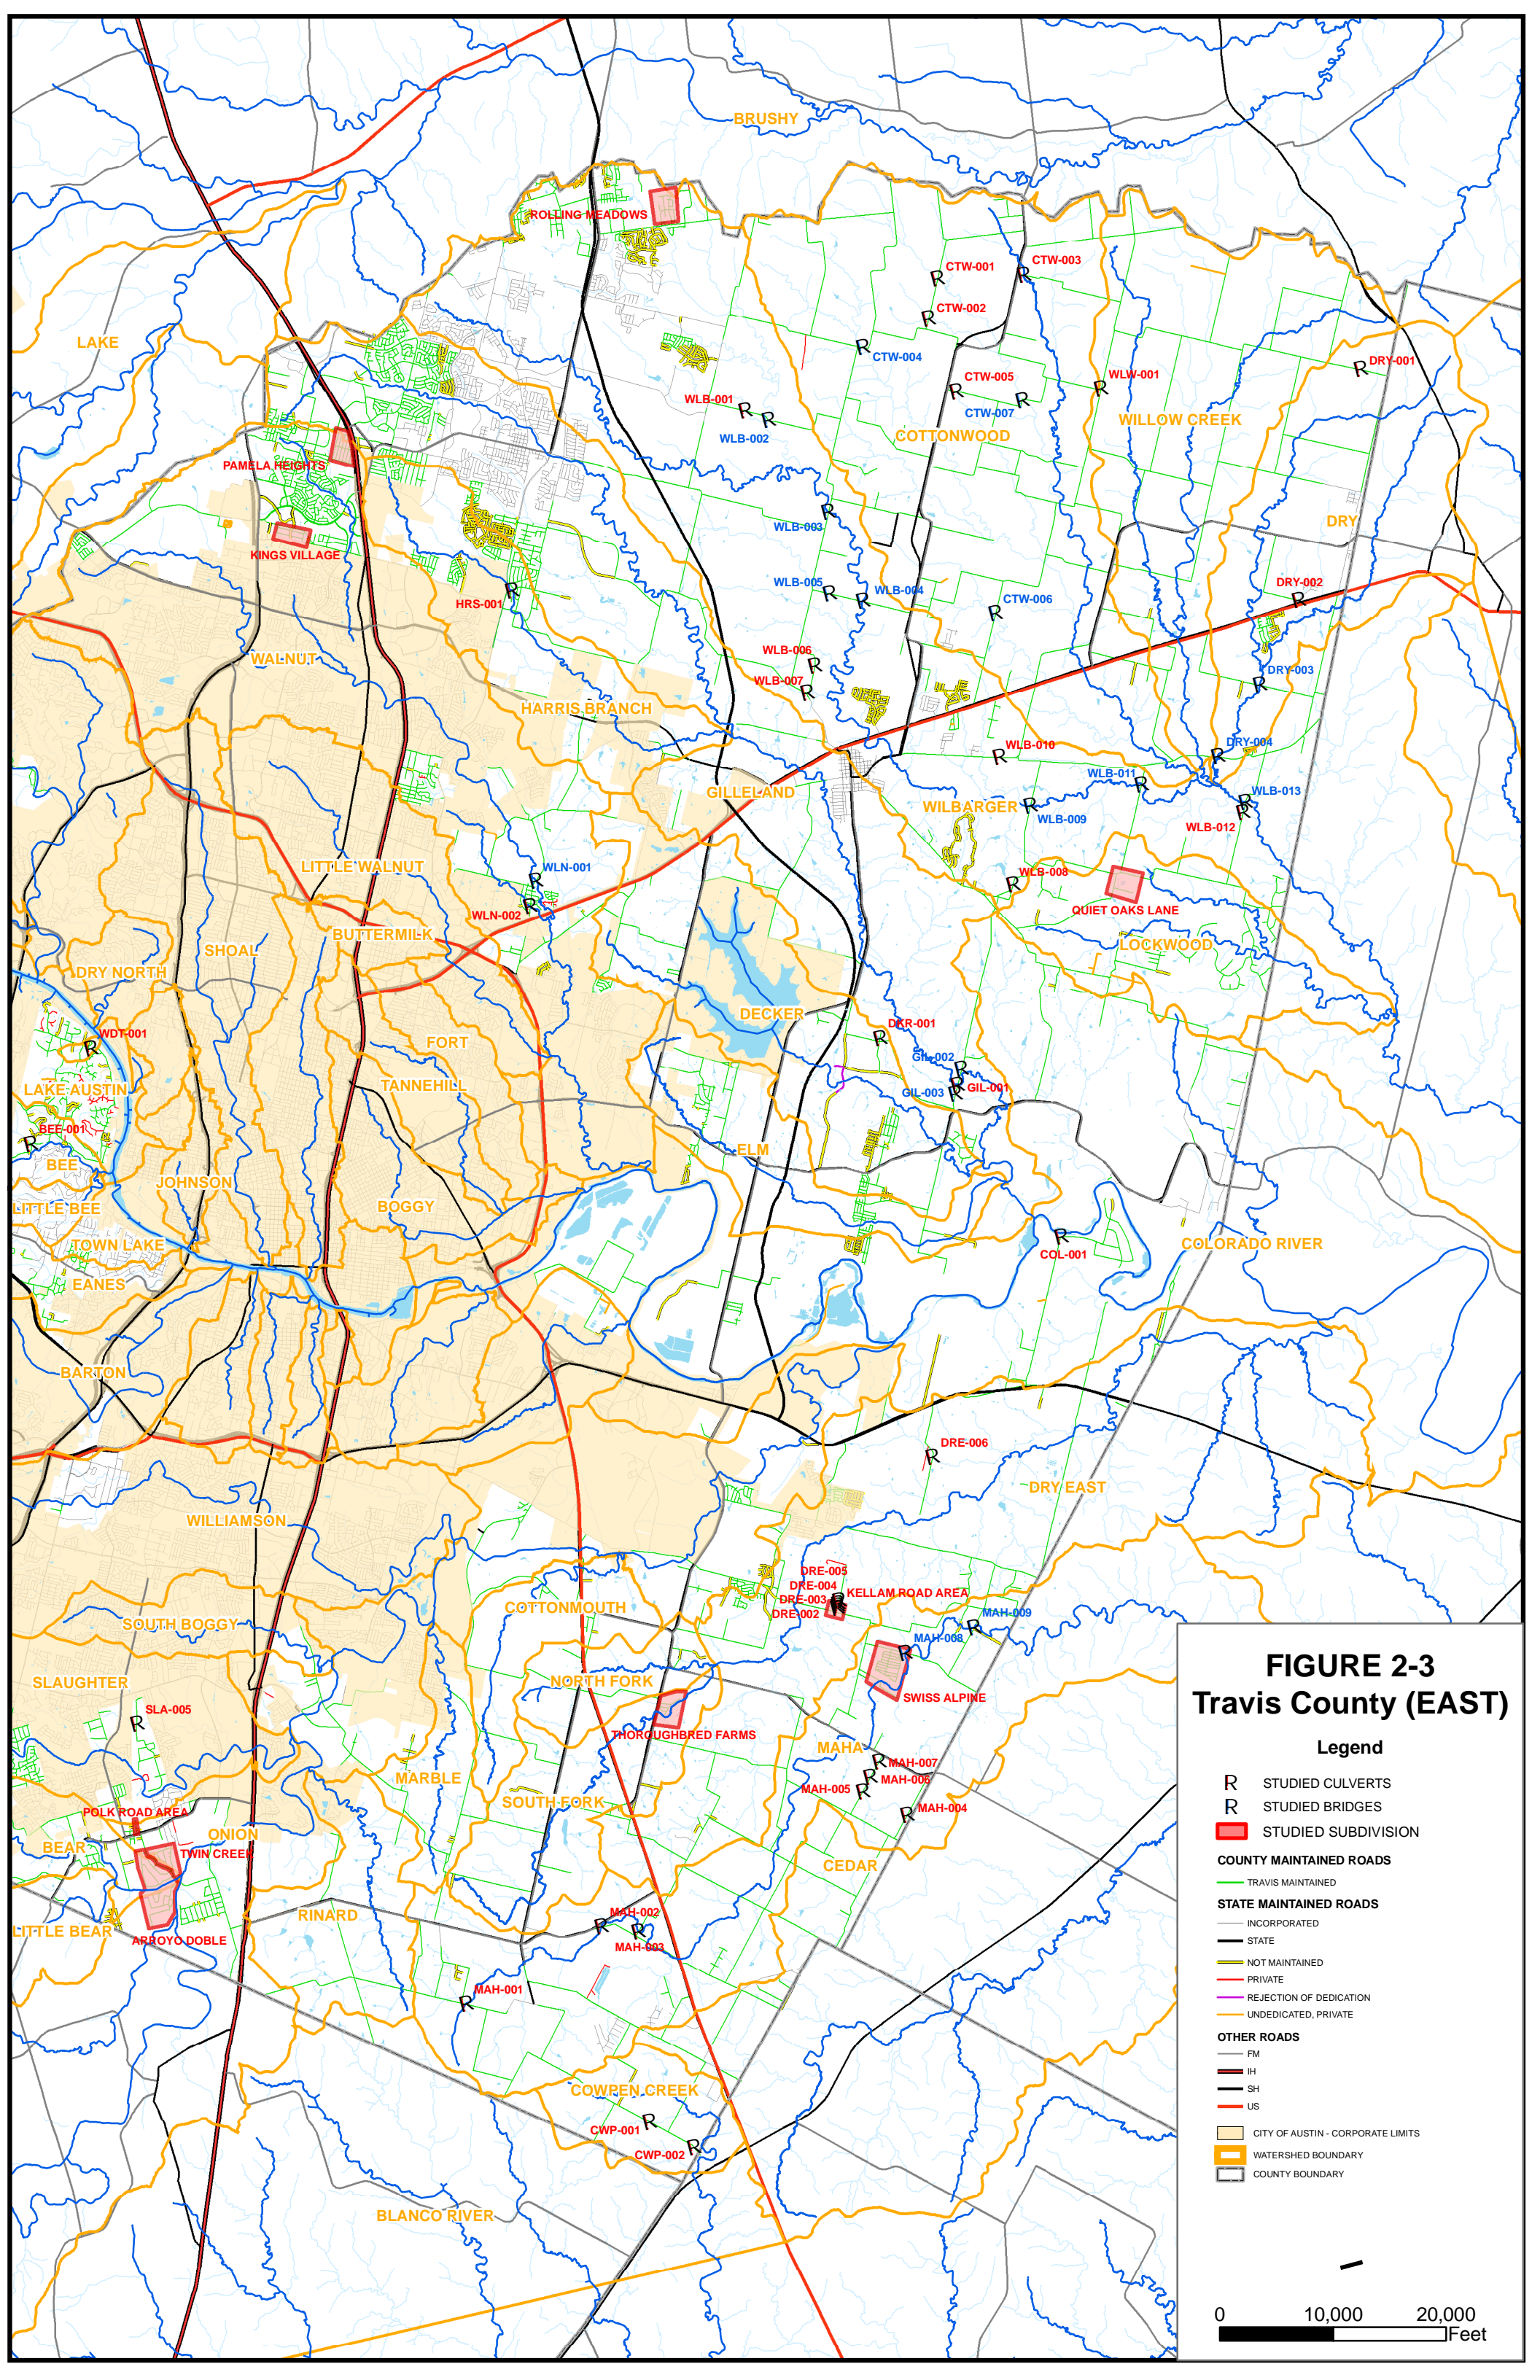 BRUSHY
ROLLING MEADOWS
CTW-001
CTW-003
CTW-002
LAKE
CTW-004
DRY-001
CTW-005
WLW-001
WLB-001
CTW-007
WLB-002
WILLOW CREEK
COTTONWOOD
PAMELA HEIGHTS
WLB-003
DRY
KINGS VILLAGE
WLB-005
WLB-004
DRY-002
HRS-001
CTW-006
WLB-006
WALNUT
DRY-003
WLB-007
HARRIS BRANCH
WLB-010
DRY-004
WLB-011
GILLELAND
WLB-013
WILBARGER
WLB-009
WLB-012
LITTLE WALNUT
WLN-001
WLB-008
WLN-002
QUIET OAKS LANE
BUTTERMILK
LOCKWOOD
SHOAL
DRY NORTH
DECKER
DKR-001
WDT-001
FORT
GIL-002
TANNEHILL
GIL-001
LAKE AUSTIN
GIL-003
BEE-001
ELM
BEE
JOHNSON
BOGGY
LITTLE BEE
TOWN LAKE
COLORADO RIVER
COL-001
EANES
BARTON
DRE-006
DRY EAST
WILLIAMSON
DRE-005
DRE-004
KELLAM ROAD AREA
DRE-003
COTTONMOUTH
DRE-002
MAH-009
SOUTH BOGGY
MAH-008
SLAUGHTER
NORTH FORK
SWISS ALPINE
SLA-005
THOROUGHBRED FARMS
MAHA
MAH-007
MARBLE
MAH-006
MAH-005
SOUTH FORK
MAH-004
POLK ROAD AREA
ONION
BEAR
TWIN CREEK
CEDAR
RINARD
MAH-002
LITTLE BEAR
ARROYO DOBLE
MAH-003
MAH-001
COWPEN CREEK
CWP-001
CWP-002
BLANCO RIVER
FIGURE 2-3
Travis County (EAST)
Legend
R STUDIED CULVERTS
R STUDIED BRIDGES
STUDIED SUBDIVISION
COUNTY MAINTAINED ROADS
TRAVIS MAINTAINED
STATE MAINTAINED ROADS
INCORPORATED
STATE
NOT MAINTAINED
PRIVATE
REJECTION OF DEDICATION
UNDEDICATED, PRIVATE
OTHER ROADS
FM
IH
SH
US
CITY OF AUSTIN - CORPORATE LIMITS
WATERSHED BOUNDARY
COUNTY BOUNDARY
0 10,000 20,000
Feet